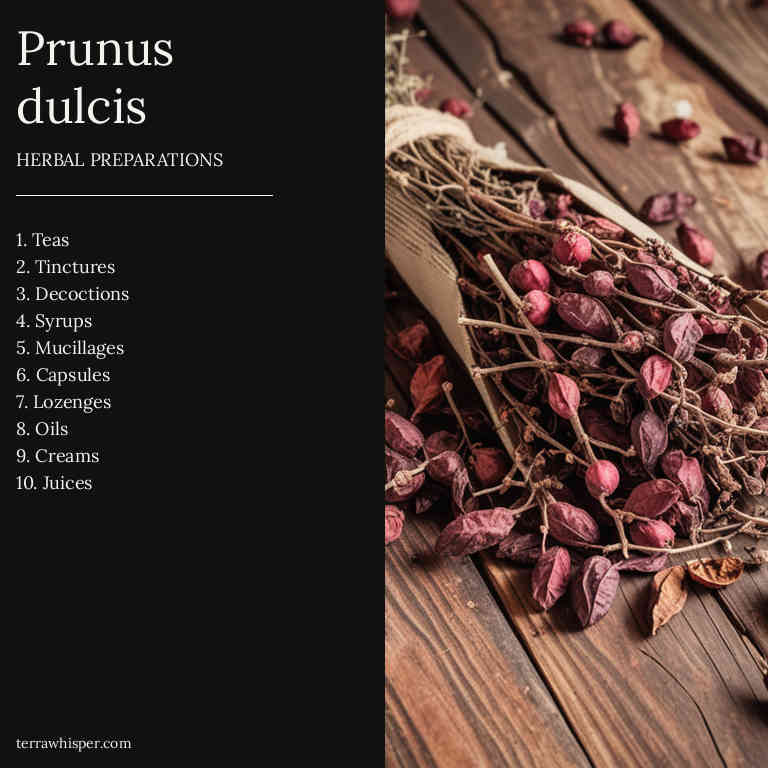 Prunus
dulcis
HERBAL PREPARATIONS
1. Teas
2. Tinctures
3. Decoctions
4. Syrups
5. Mucillages
6. Capsules
7. Lozenges
8. Oils
9. Creams
10. Juices
terrawhisper.com